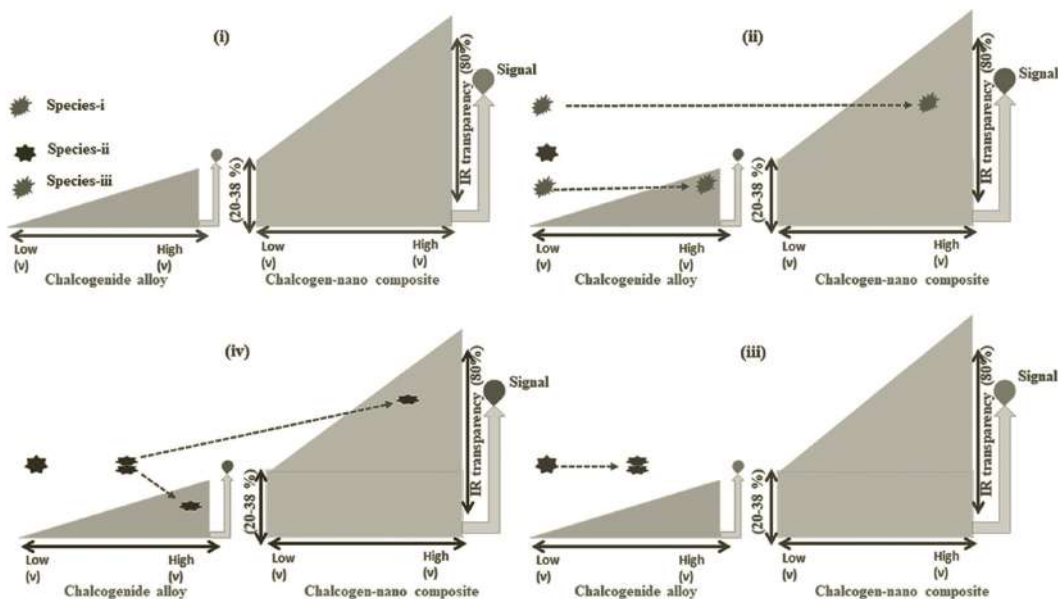 (i)
Species-i
Species-ii
Species-iii
(20-38 %)
IR transparency (80%)
Signal
Low
(v)
High
(v)
Chalcogenide alloy
Low
(v)
High
(v)
Chalcogen-nano composite
(ii)
(20-38 %)
IR transparency (80%)
Signal
Low
(v)
High
(v)
Chalcogenide alloy
Low
(v)
High
(v)
Chalcogen-nano composite
(iv)
(20-38 %)
IR transparency (80%)
Signal
Low
(v)
High
(v)
Chalcogenide alloy
Low
(v)
High
(v)
Chalcogen-nano composite
(iii)
(20-38 %)
IR transparency (80%)
Signal
Low
(v)
High
(v)
Chalcogenide alloy
Low
(v)
High
(v)
Chalcogen-nano composite